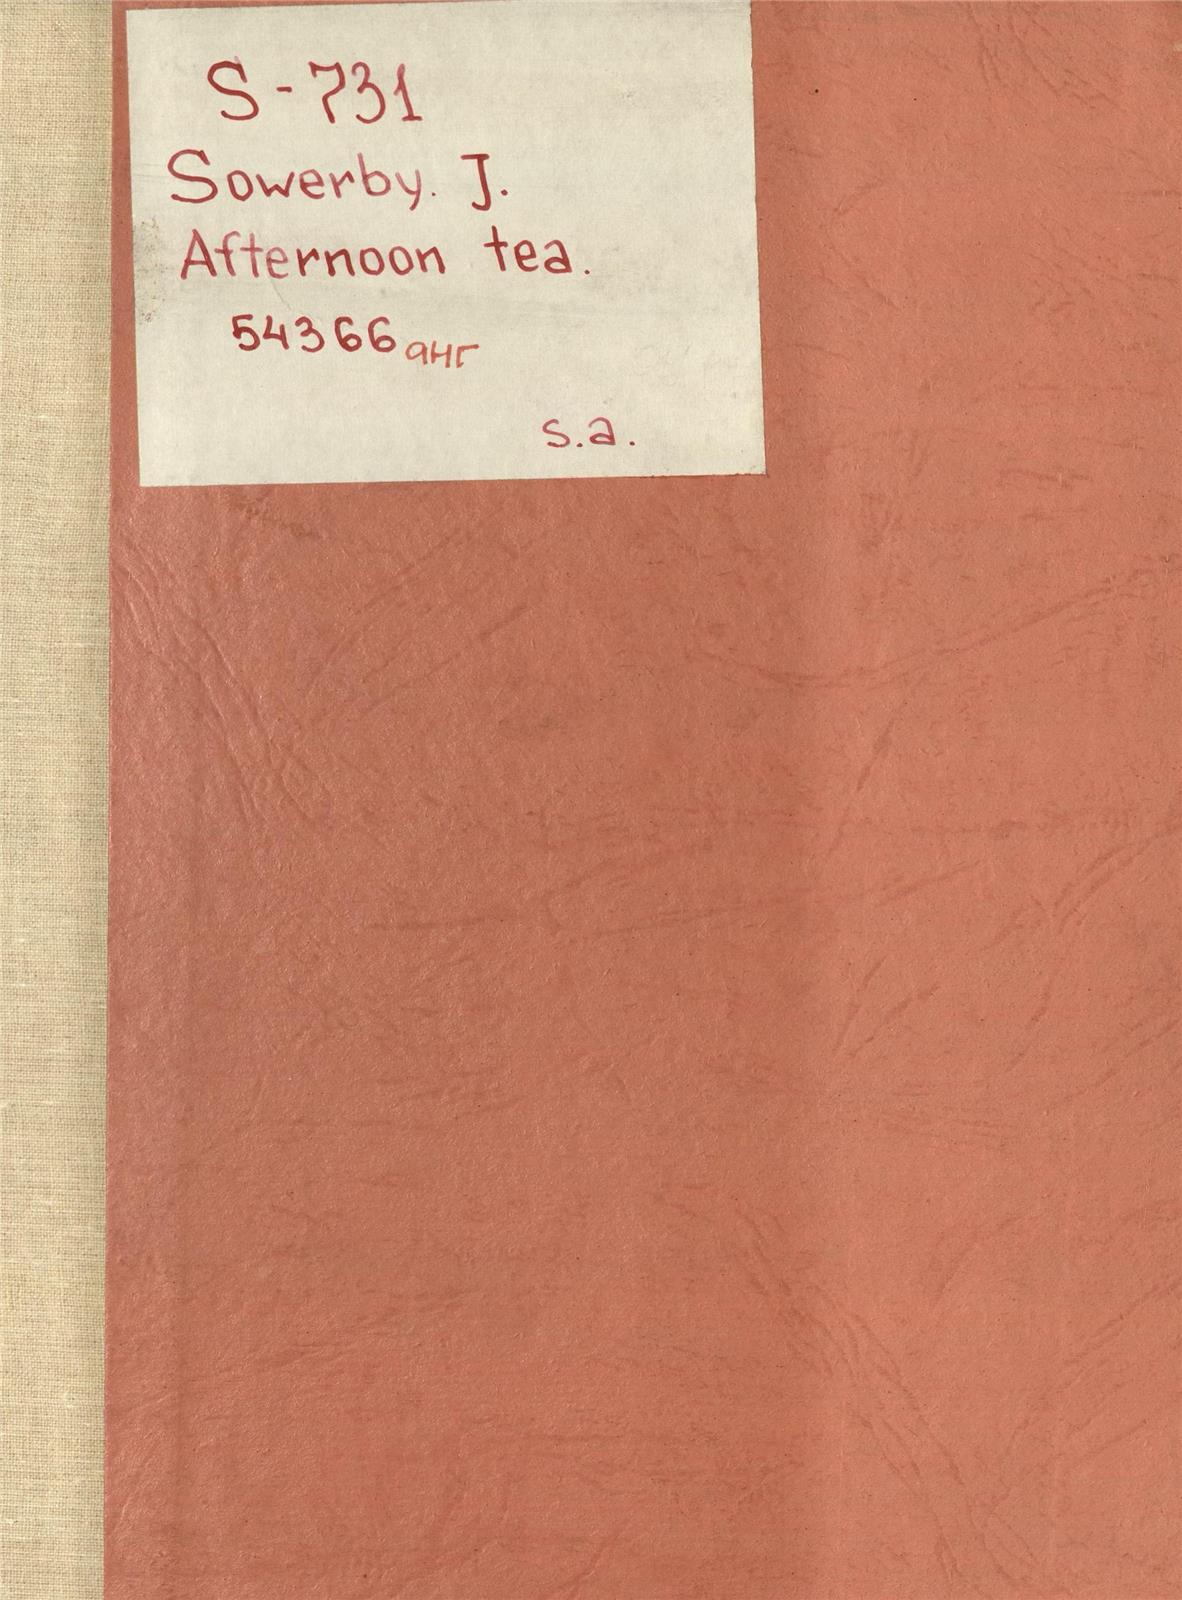 S-731
Sowerby. J.
Afternoon tea.
54366 анг
s.a.